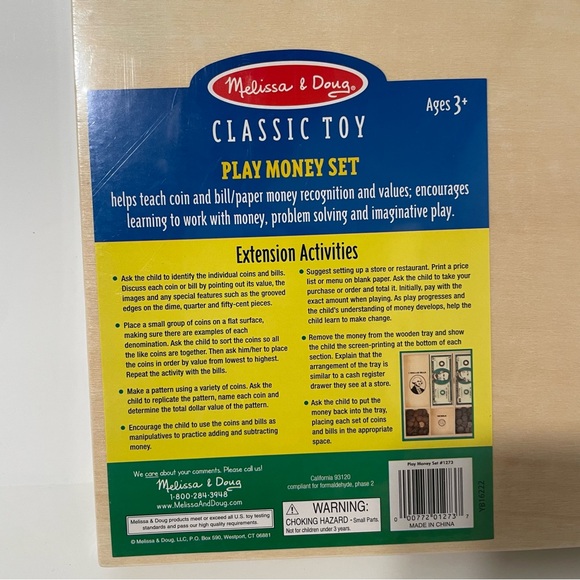 Melissa & Doug®
Ages 3+
CLASSIC TOY
PLAY MONEY SET
helps teach coin and bill/paper money recognition and values; encourages
learning to work with money, problem solving and imaginative play.
Extension Activities
• Ask the child to identify the individual coins and bills.
Discuss each coin or bill by pointing out its value, the
images and any special features such as the grooved
edges on the dime, quarter and fifty-cent pieces.
• Place a small group of coins on a flat surface,
making sure there are examples of each
denomination. Ask the child to sort the coins so all
the like coins are together. Then ask him/her to place
the coins in order by value from lowest to highest.
Repeat the activity with the bills.
• Make a pattern using a variety of coins. Ask the
child to replicate the pattern, name each coin and
determine the total dollar value of the pattern.
• Encourage the child to use the coins and bills as
manipulatives to practice adding and subtracting
money.
• Suggest setting up a store or restaurant. Print a price
list or menu on blank paper. Ask the child to take your
purchase or order and total it. Initially, pay with the
exact amount when playing. As play progresses and
the child's understanding of money develops, help the
child learn to make change.
• Remove the money from the wooden tray and show
the child the screen-printing at the bottom of each
section. Explain that the
arrangement of the tray is
similar to a cash register
drawer they see at a store.
• Ask the child to put the
money back into the tray,
placing each set of coins
and bills in the appropriate
space.
We care about your comments. Please call us!
Melissa & Doug
1-800-284-3948
www.MelissaAndDoug.com
Melissa & Doug products meet or exceed all U.S. toy testing
standards and pass our high quality requirements.
© Melissa & Doug, LLC, P.O. Box 590, Westport, CT 06881
California 93120
compliant for formaldehyde, phase 2
WARNING:
CHOKING HAZARD - Small Parts.
Not for children under 3 years.
Play Money Set #1273
0 00772 01273 7
MADE IN CHINA
YB16222